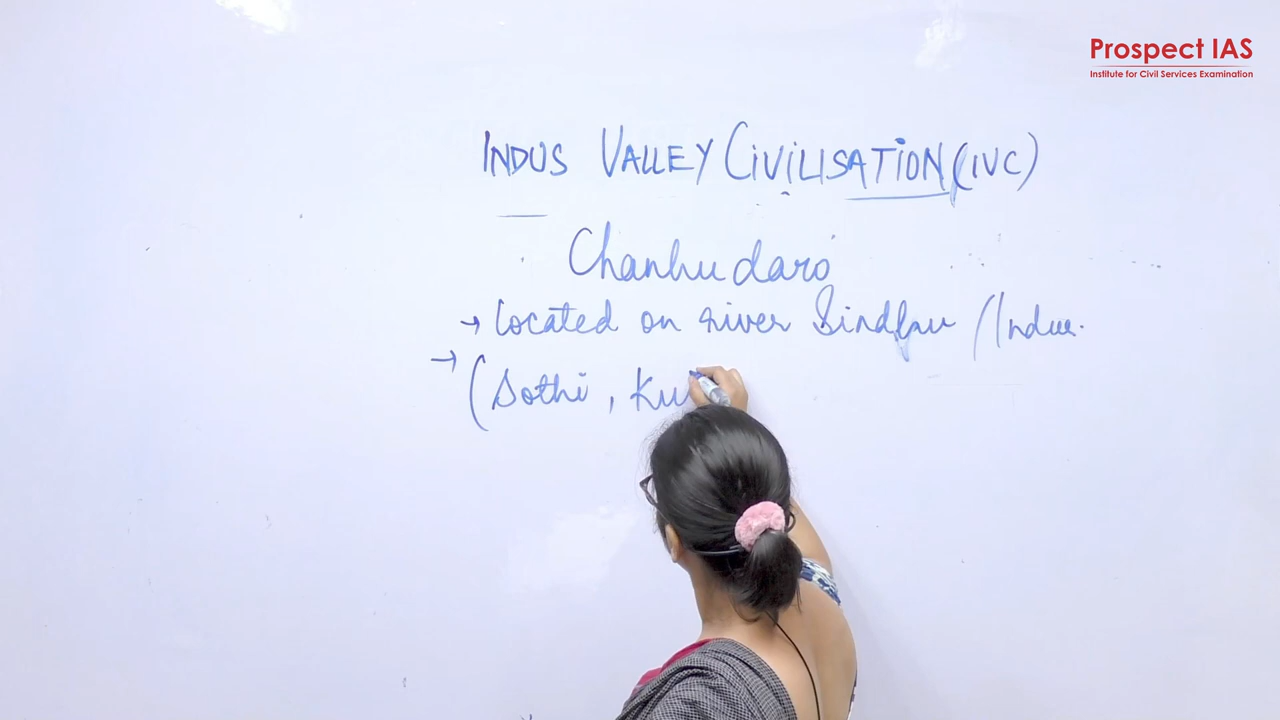 Prospect IAS
Institute for Civil Services Examination
INDUS VALLEY CIVILISATION (IVC)
Chanhudaro
→ located on river Sindhu / Indus.
→ (Sothi, Ku